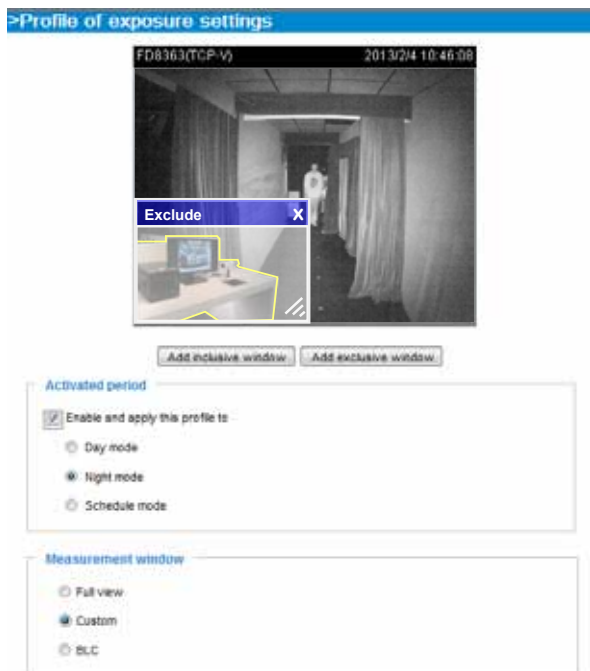 >Profile of exposure settings
FD8363(TCP-V) 2013/2/4 10:46:08
Exclude X
Add inclusive window Add exclusive window
Activated period
Enable and apply this profile to
Day mode
Night mode
Schedule mode
Measurement window
Full view
Custom
BLC